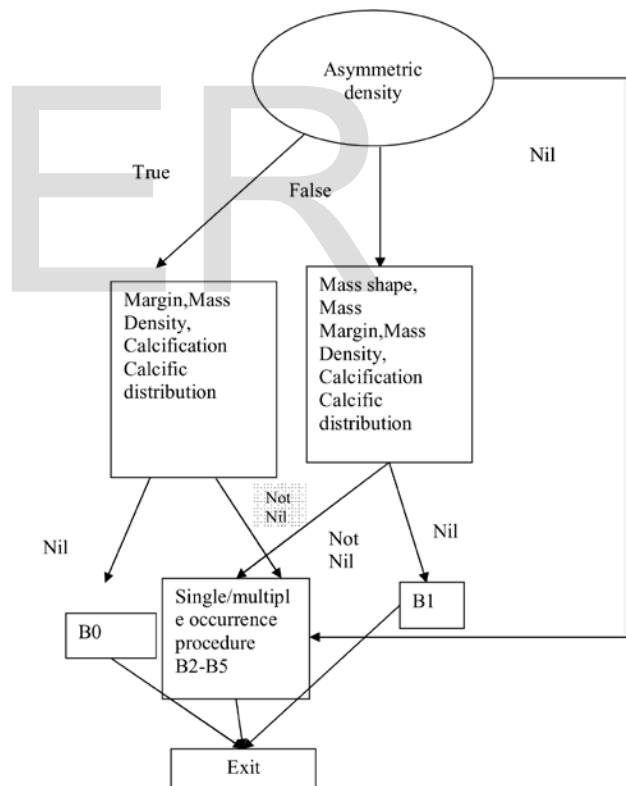 ER
Asymmetric
density
True
False
Nil
Margin,Mass
Density,
Calcification
Calcific
distribution
Mass shape,
Mass
Margin,Mass
Density,
Calcification
Calcific
distribution
Not
Nil
Nil
Not
Nil
Nil
B0
Single/multipl
e occurrence
procedure
B2-B5
B1
Exit